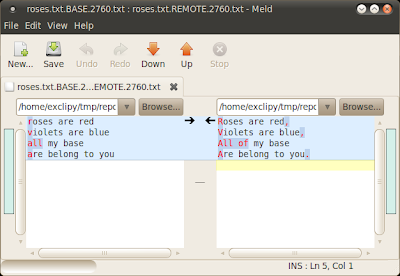 roses.txt.BASE.2760.txt : roses.txt.REMOTE.2760.txt - Meld
File Edit View Help
New... Save Undo Redo Down Up Stop
roses.txt.BASE.2...EMOTE.2760.txt
/home/exclipy/tmp/repo Browse... /home/exclipy/tmp/repo Browse...
roses are red
violets are blue
all my base
are belong to you
Roses are red,
Violets are blue,
All of my base
Are belong to you.
INS : Ln 5, Col 1